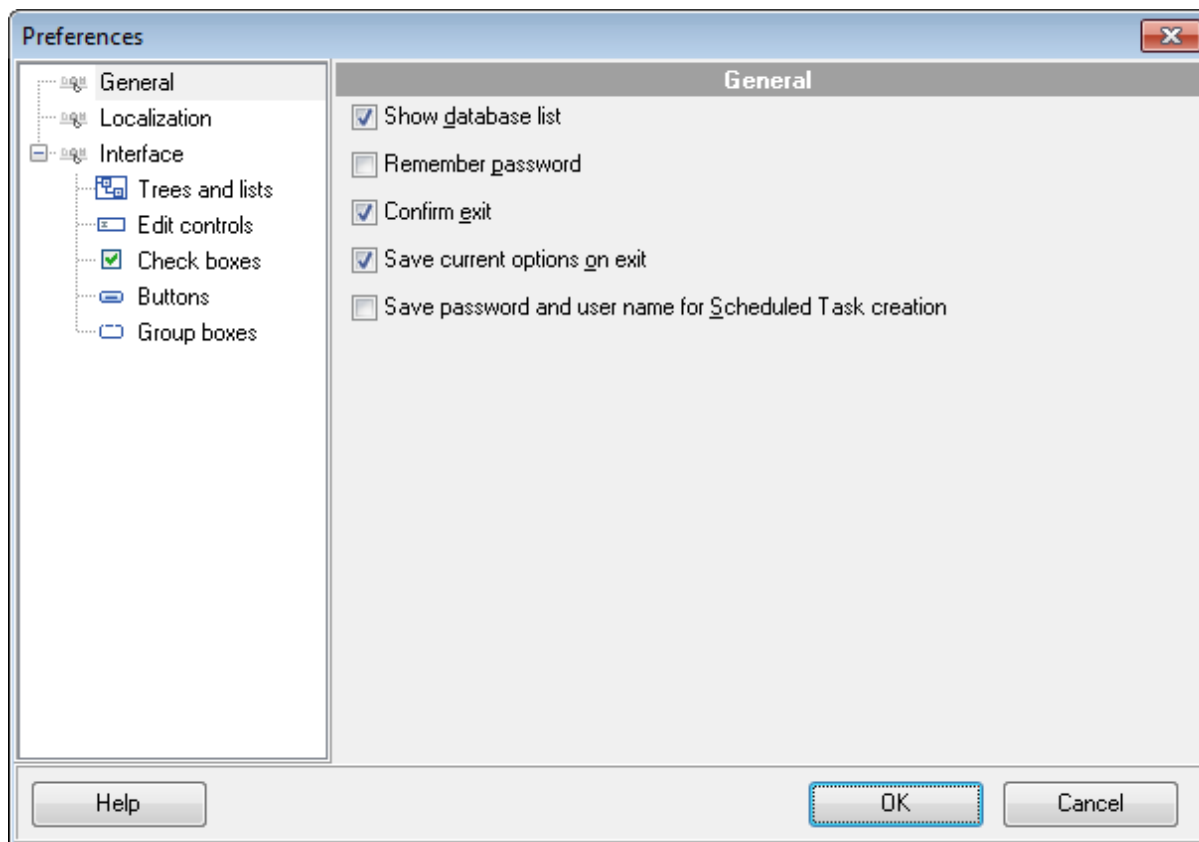 Preferences
General
Localization
Interface
Trees and lists
Edit controls
Check boxes
Buttons
Group boxes
General
Show database list
Remember password
Confirm exit
Save current options on exit
Save password and user name for Scheduled Task creation
Help
OK
Cancel